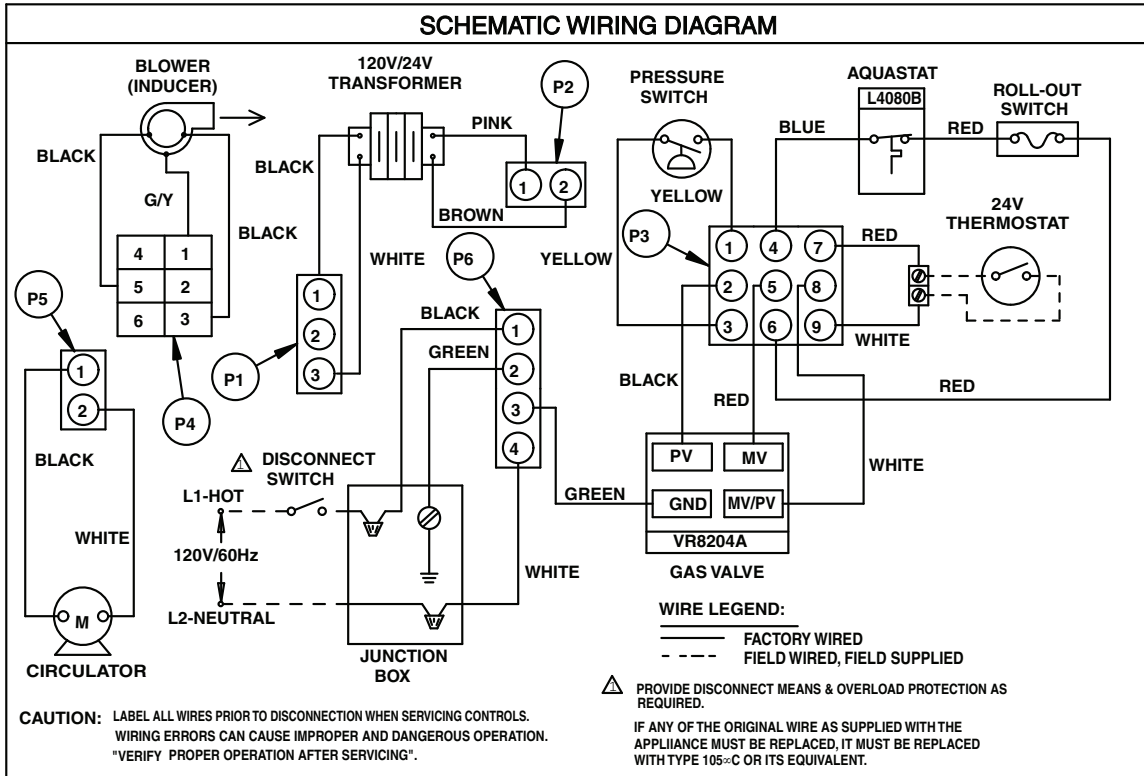 SCHEMATIC WIRING DIAGRAM
BLOWER
(INDUCER)
BLACK
G/Y
BLACK
4 1
5 2
6 3
P4
P5
1
2
BLACK
WHITE
M
CIRCULATOR
120V/24V
TRANSFORMER
BLACK
WHITE
PINK
BROWN
P2
1 2
P1
1
2
3
P6
BLACK
GREEN
1
2
3
4
GREEN
WHITE
⚠1 DISCONNECT
SWITCH
L1-HOT
120V/60Hz
L2-NEUTRAL
JUNCTION
BOX
PRESSURE
SWITCH
YELLOW
YELLOW
P3
1 4 7
2 5 8
3 6 9
AQUASTAT
L4080B
BLUE
RED
ROLL-OUT
SWITCH
24V
THERMOSTAT
RED
WHITE
RED
BLACK
RED
WHITE
PV MV
GND MV/PV
VR8204A
GAS VALVE
WIRE LEGEND:
FACTORY WIRED
FIELD WIRED, FIELD SUPPLIED
⚠1 PROVIDE DISCONNECT MEANS & OVERLOAD PROTECTION AS
REQUIRED.
IF ANY OF THE ORIGINAL WIRE AS SUPPLIED WITH THE
APPLIIANCE MUST BE REPLACED, IT MUST BE REPLACED
WITH TYPE 105∞C OR ITS EQUIVALENT.
CAUTION: LABEL ALL WIRES PRIOR TO DISCONNECTION WHEN SERVICING CONTROLS.
WIRING ERRORS CAN CAUSE IMPROPER AND DANGEROUS OPERATION.
"VERIFY PROPER OPERATION AFTER SERVICING".